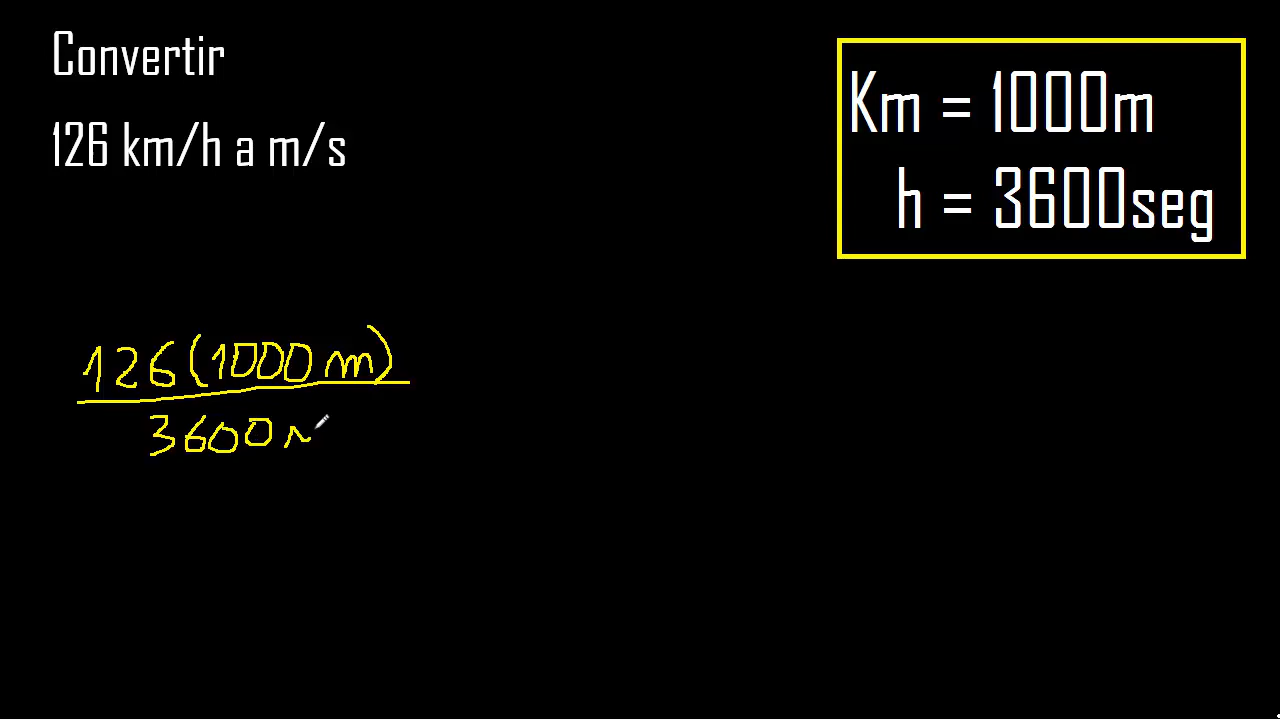 Convertir
126 km/h a m/s
Km = 1000m
h = 3600seg
126(1000 m)
3600